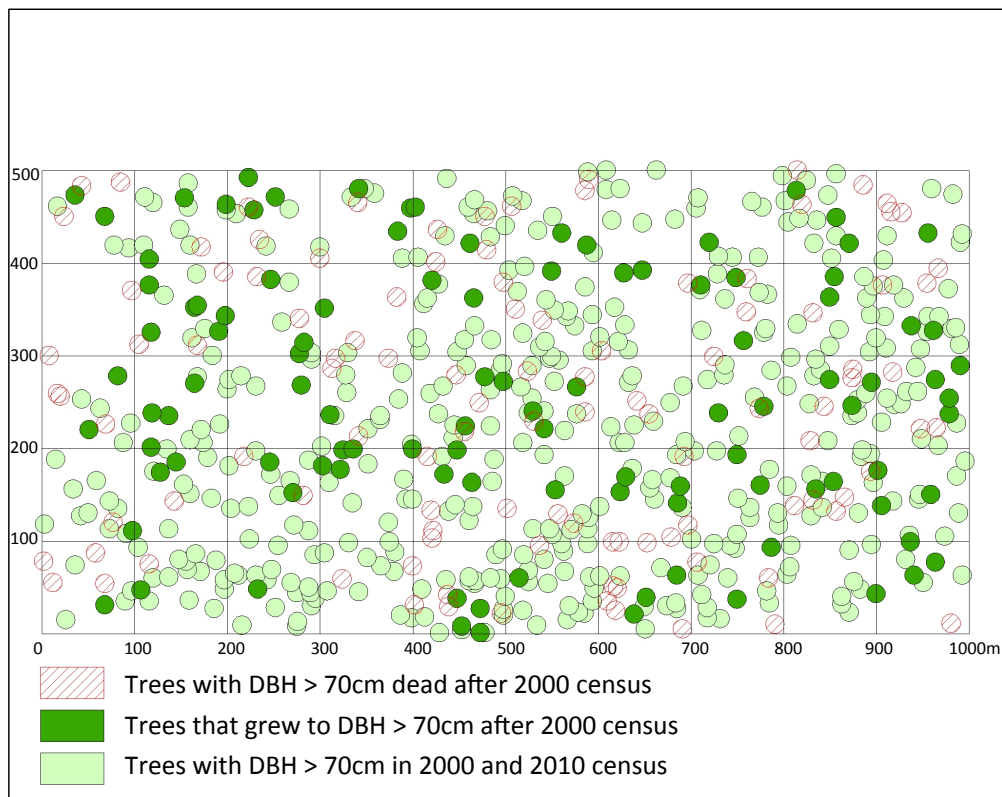 500
400
300
200
100
0 100 200 300 400 500 600 700 800 900 1000m
Trees with DBH > 70cm dead after 2000 census
Trees that grew to DBH > 70cm after 2000 census
Trees with DBH > 70cm in 2000 and 2010 census